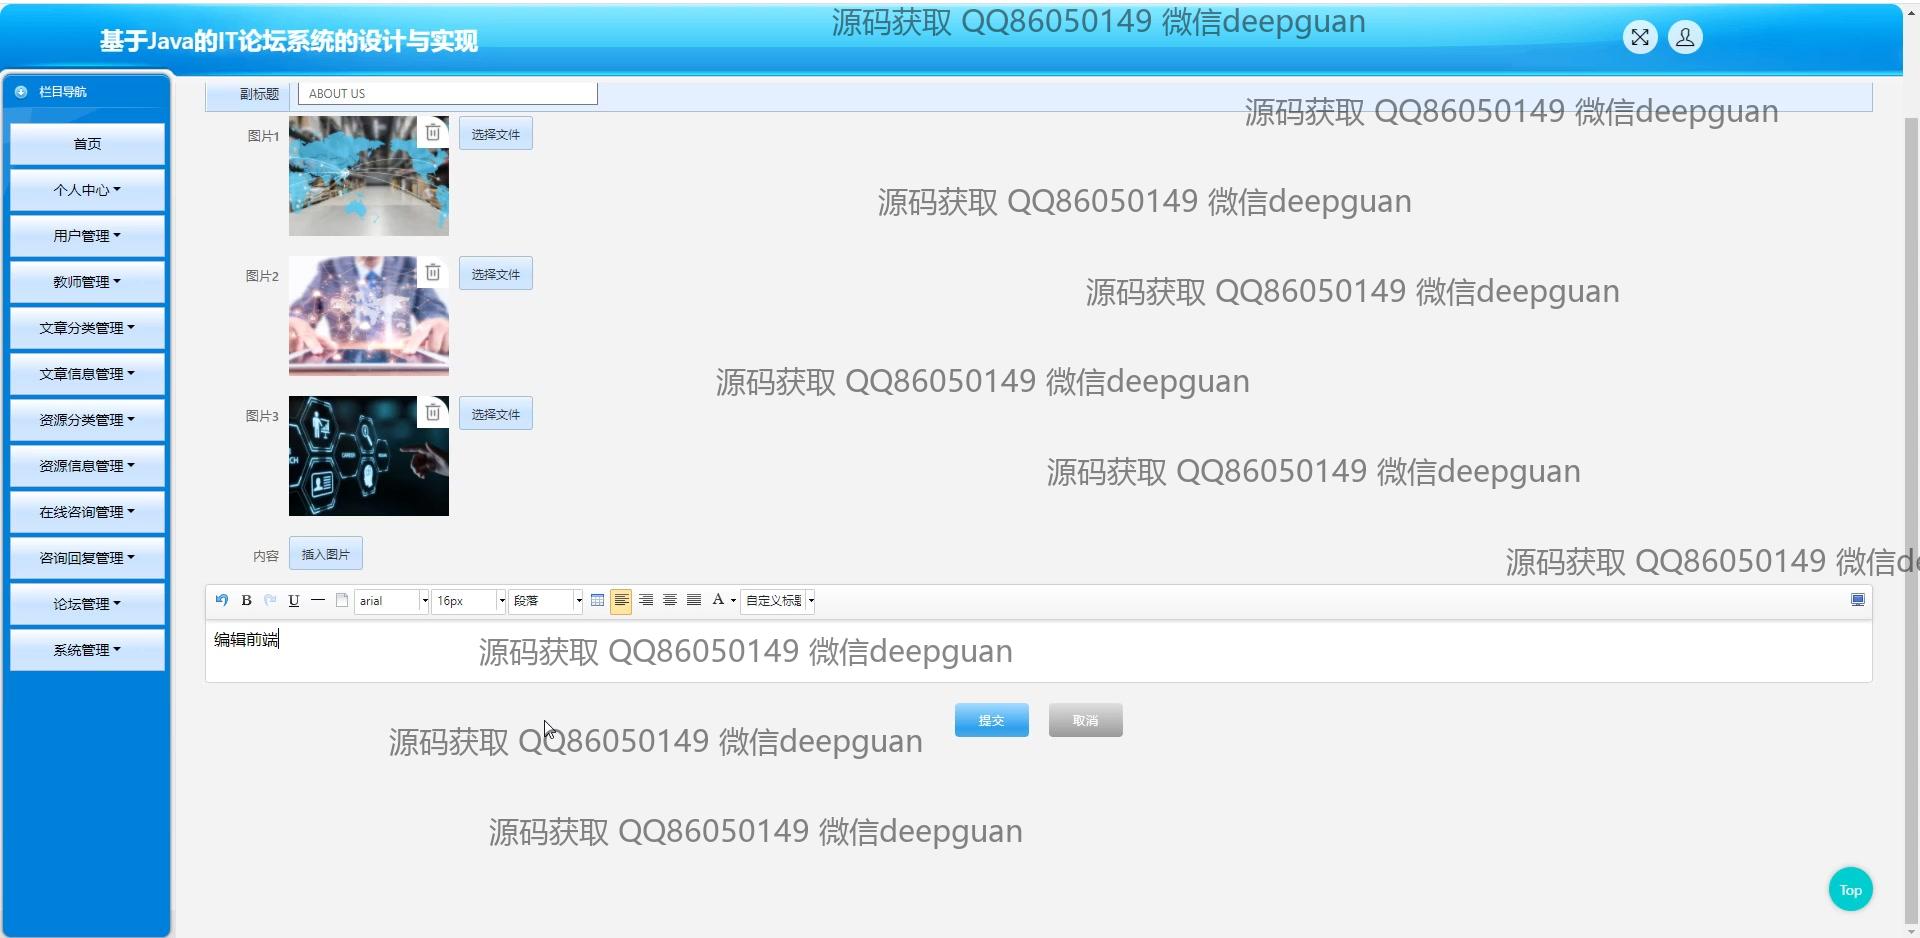 基于Java的IT论坛系统的设计与实现
源码获取 QQ86050149 微信deepguan
栏目导航
首页
个人中心
用户管理
教师管理
文章分类管理
文章信息管理
资源分类管理
资源信息管理
在线咨询管理
咨询回复管理
论坛管理
系统管理
副标题 ABOUT US
源码获取 QQ86050149 微信deepguan
图片1 选择文件
源码获取 QQ86050149 微信deepguan
图片2 选择文件
源码获取 QQ86050149 微信deepguan
源码获取 QQ86050149 微信deepguan
图片3 选择文件
源码获取 QQ86050149 微信deepguan
内容 插入图片
源码获取 QQ86050149 微信de
B U arial 16px 段落 A 自定义标题
编辑前端
源码获取 QQ86050149 微信deepguan
提交 取消
源码获取 QQ86050149 微信deepguan
源码获取 QQ86050149 微信deepguan
Top